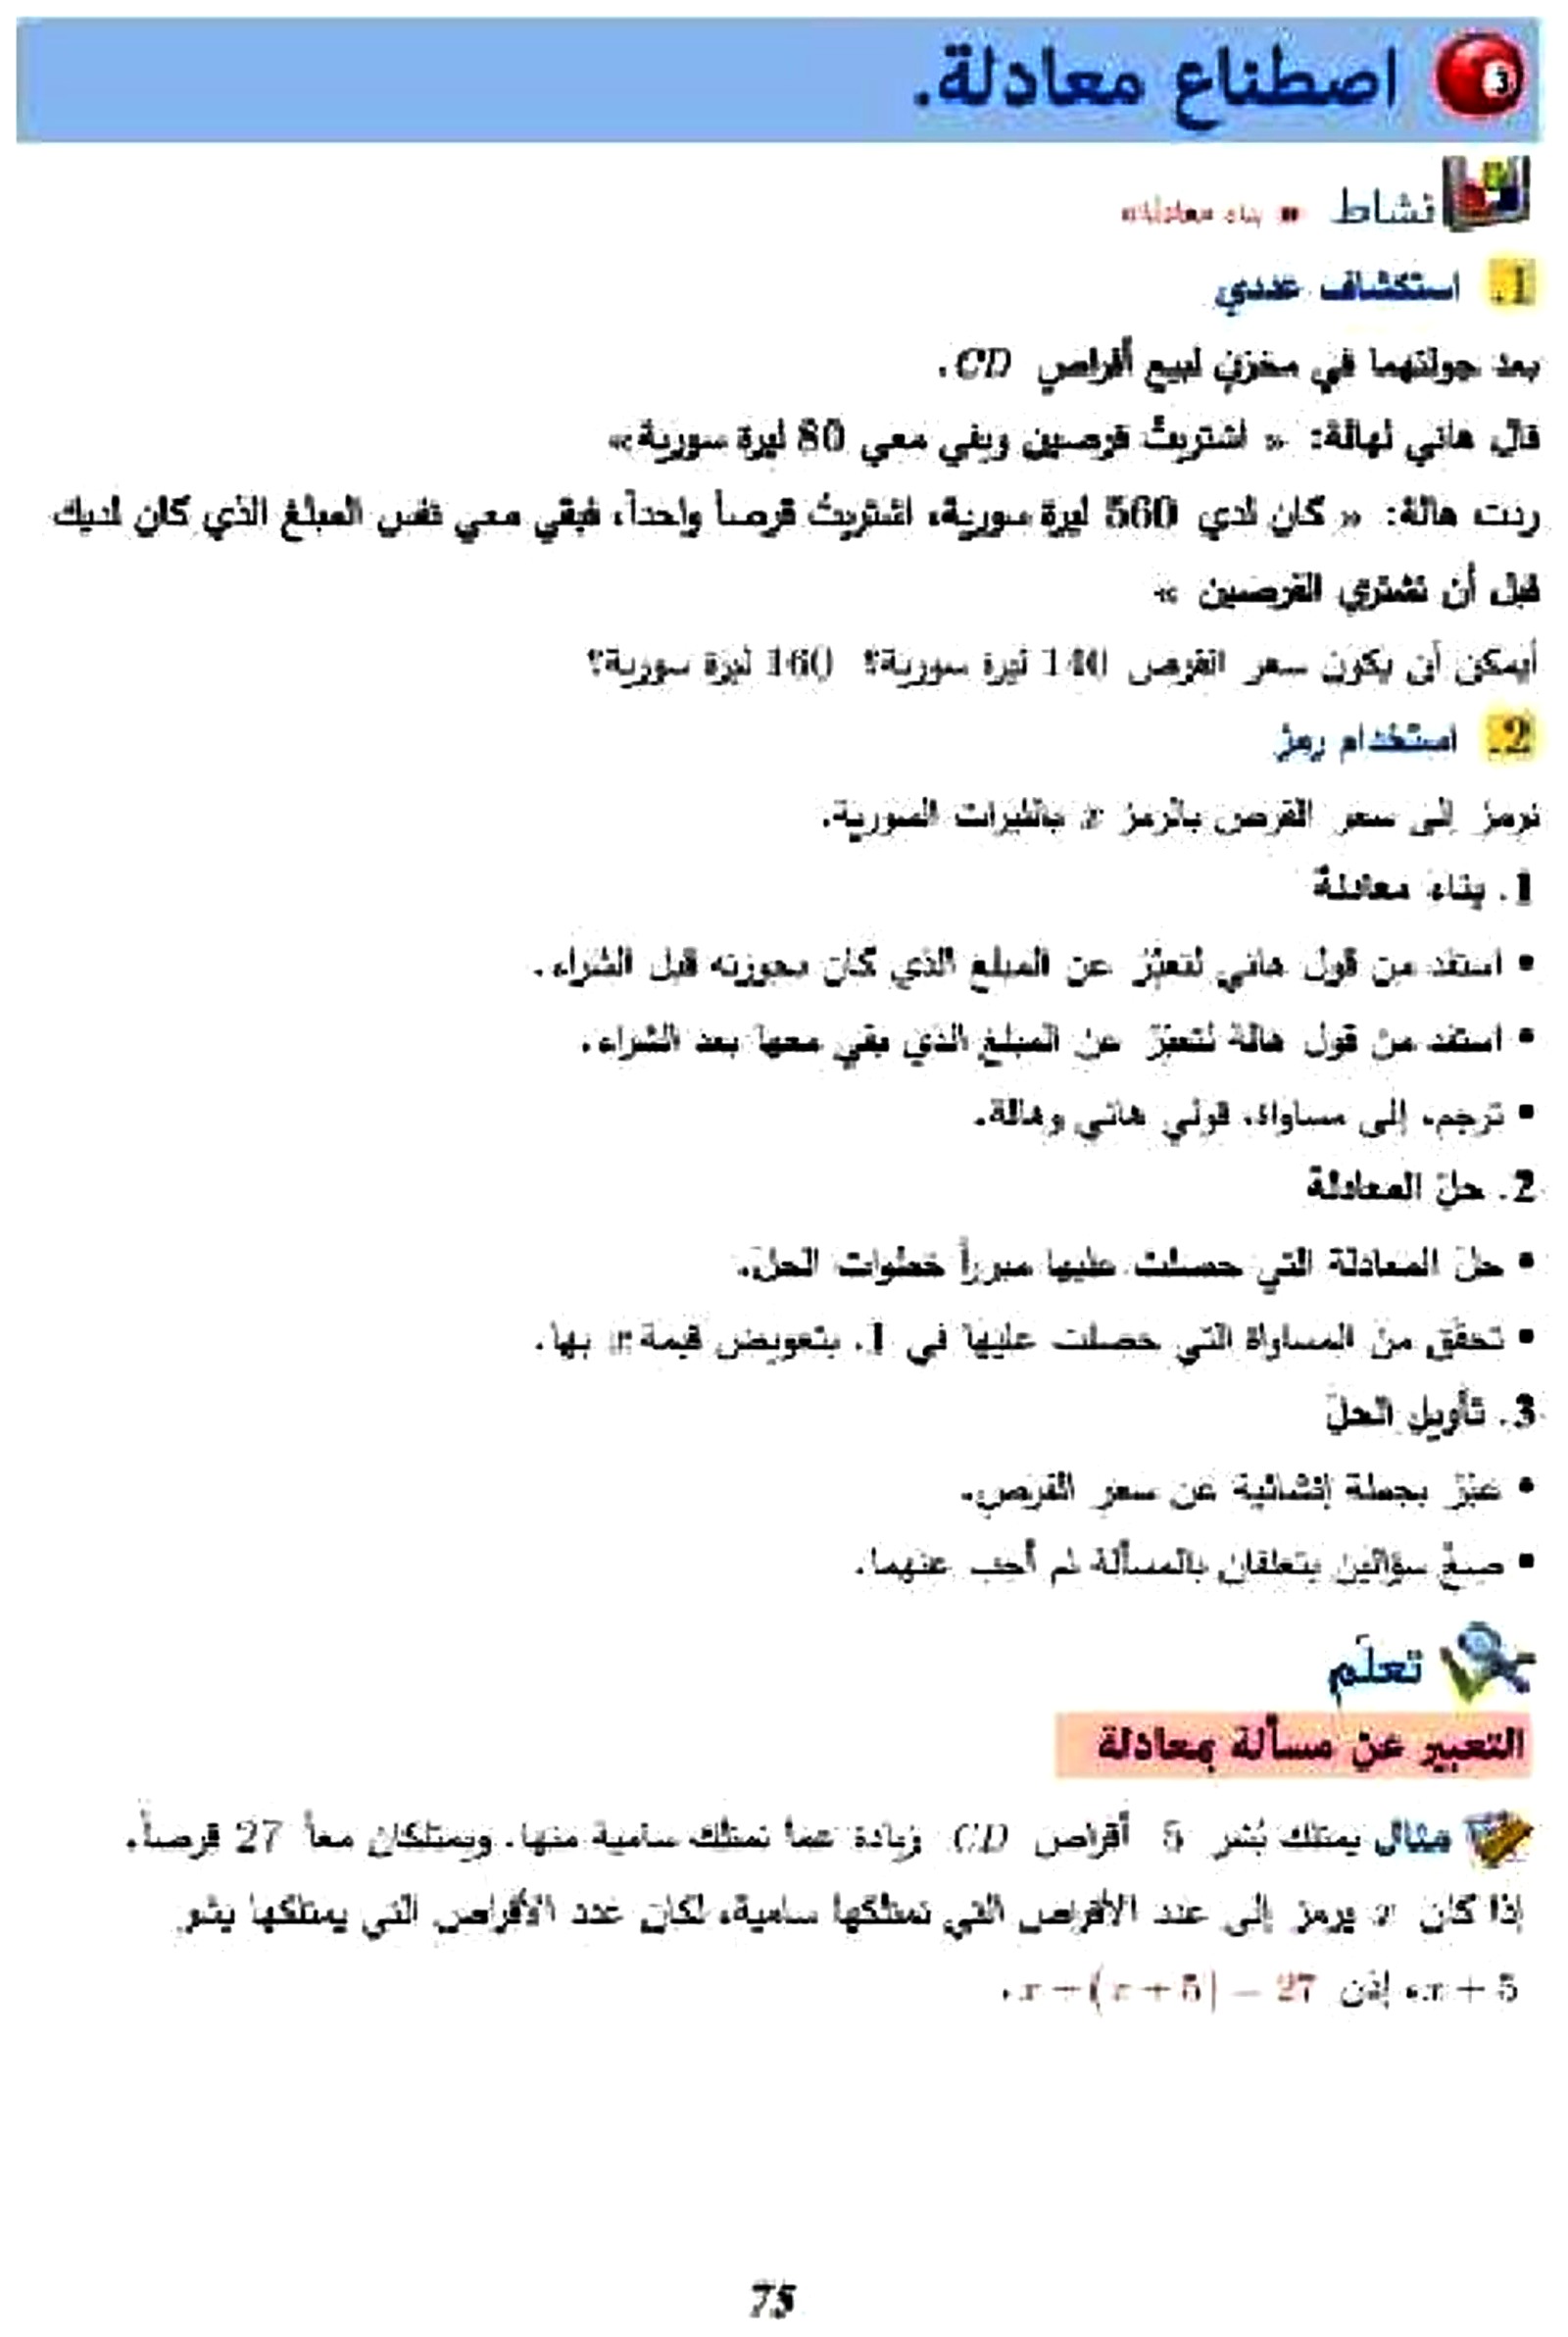 3 اصطناع معادلة.
نشاط « بناء معادلة»
1. استكشاف عددي
بعد جولتهما في مخزن لبيع أقراص CD.
قال هاني لهالة: « اشتريتُ قرصين وبقي معي 80 ليرة سورية»
ردت هالة: « كان لدي 560 ليرة سورية، اشتريتُ قرصاً واحداً، فبقي معي نفس المبلغ الذي كان لديك
قبل أن تشتري القرصين »
أيمكن أن يكون سعر القرص 140 ليرة سورية؟ 160 ليرة سورية؟
2. استخدام رمز
نرمز إلى سعر القرص بالرمز x بالليرات السورية.
1. بناء معادلة
• استفد من قول هاني لتعبّر عن المبلغ الذي كان بحوزته قبل الشراء.
• استفد من قول هالة لتعبّر عن المبلغ الذي بقي معها بعد الشراء.
• ترجم، إلى مساواة، قولي هاني وهالة.
2. حلّ المعادلة
• حلّ المعادلة التي حصلت عليها مبرراً خطوات الحلّ.
• تحقّق من المساواة التي حصلت عليها في 1. بتعويض قيمة x بها.
3. تأويل الحلّ
• عبّر بجملة إنشائية عن سعر القرص.
• صغْ سؤالين يتعلقان بالمسألة ثم أجب عنهما.
تعلّم
التعبير عن مسألة بمعادلة
مثال يمتلك بُشر 5 أقراص CD زيادة عما تمتلك سامية منها. ويمتلكان معاً 27 قرصاً.
إذا كان x يرمز إلى عدد الأقراص التي تمتلكها سامية، لكان عدد الأقراص التي يمتلكها بشر
x + 5، إذن x + (x + 5) = 27.
75